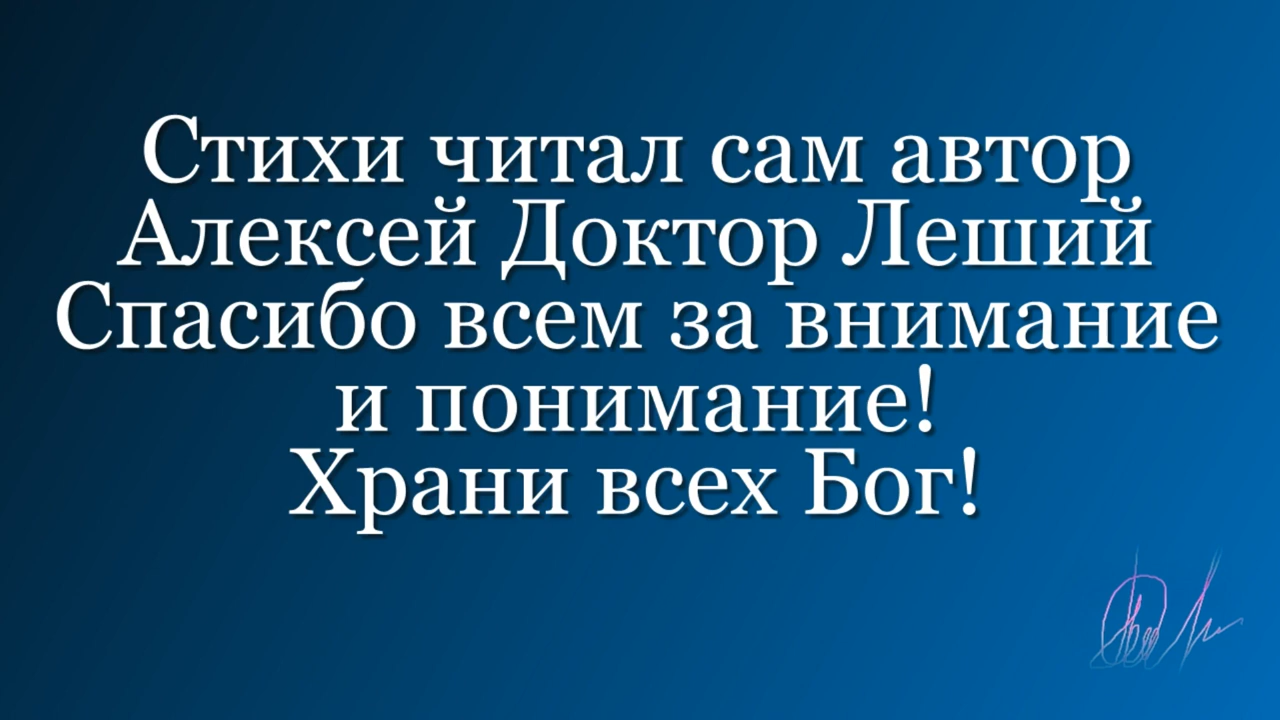 Стихи читал сам автор
Алексей Доктор Леший
Спасибо всем за внимание
и понимание!
Храни всех Бог!